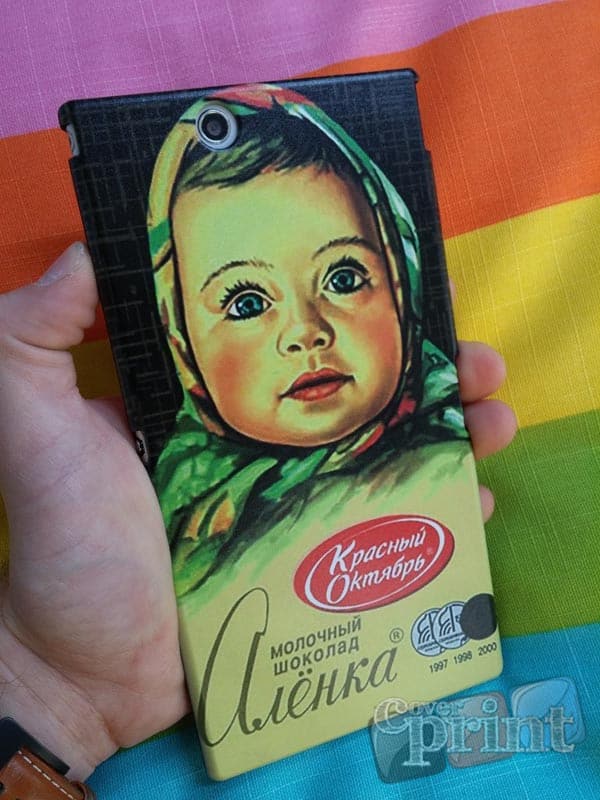 Красный
Октябрь
®
МОЛОЧНЫЙ
ШОКОЛАД
Алёнка ®
1997 1998 2000
Cover
print